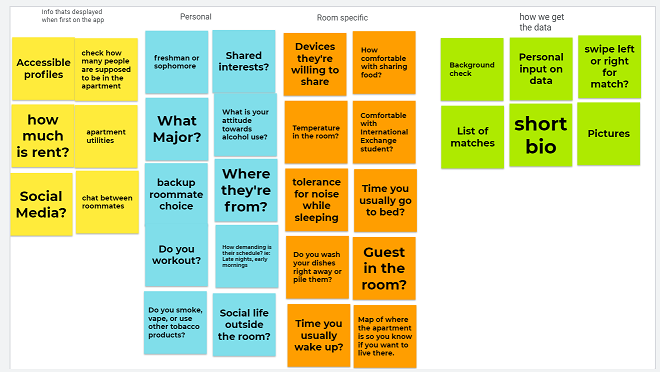 Info thats desplayed
when first on the app
Personal
Room specific
how we get
the data
Accessible
profiles
check how
many people
are supposed
to be in the
apartment
how
much
is rent?
apartment
utilities
Social
Media?
chat between
roommates
freshman or
sophomore
Shared
interests?
What
Major?
What is your
attitude
towards
alcohol use?
backup
roommate
choice
Where
they're
from?
Do you
workout?
How demanding is
their schedule? ie:
Late nights, early
mornings
Do you smoke,
vape, or use
other tobacco
products?
Social life
outside
the room?
Devices
they're
willing to
share
How
comfortable
with sharing
food?
Temperature
in the room?
Comfortable
with
International
Exchange
student?
tolerance
for noise
while
sleeping
Time you
usually go
to bed?
Do you wash
your dishes
right away or
pile them?
Guest
in the
room?
Time you
usually
wake up?
Map of where
the apartment
is so you know
if you want to
live there.
Background
check
Personal
input on
data
swipe left
or right
for
match?
List of
matches
short
bio
Pictures